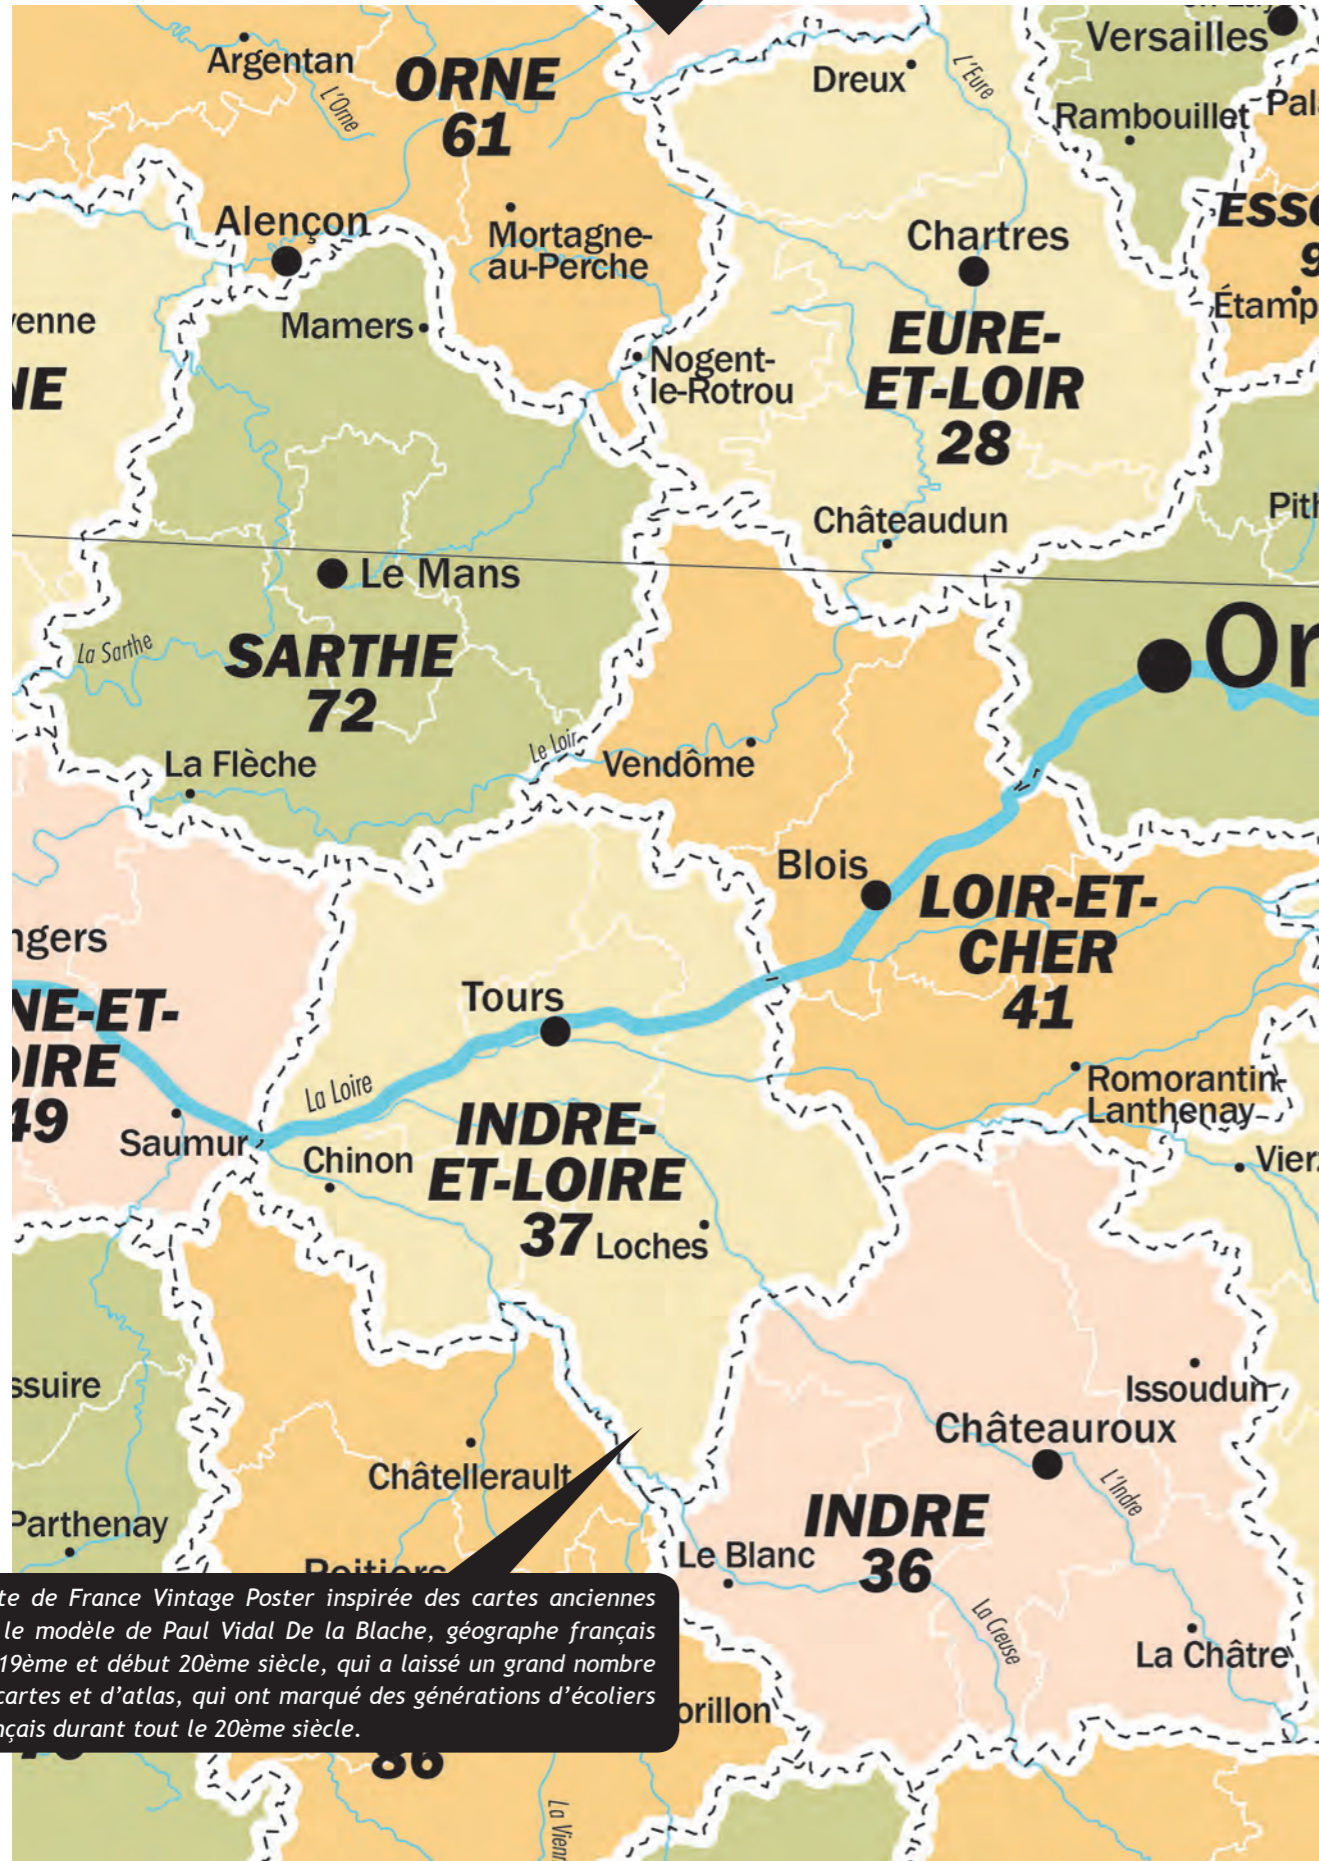 Versailles
Argentan
ORNE
61
L'Orne
Dreux
L'Eure
Rambouillet
Alençon
Mortagne-
au-Perche
Chartres
Mamers
Nogent-
le-Rotrou
EURE-
ET-LOIR
28
Châteaudun
Le Mans
SARTHE
72
La Sarthe
La Flèche
Le Loir
Vendôme
Blois
LOIR-ET-
CHER
41
Tours
La Loire
Romorantin-
Lanthenay
49
Saumur
Chinon
INDRE-
ET-LOIRE
37
Loches
Issoudun
Châteauroux
L'Indre
Châtellerault
Parthenay
INDRE
36
Le Blanc
La Creuse
La Châtre
Poitiers
te de France Vintage Poster inspirée des cartes anciennes
le modèle de Paul Vidal De la Blache, géographe français
19ème et début 20ème siècle, qui a laissé un grand nombre
cartes et d'atlas, qui ont marqué des générations d'écoliers
nçais durant tout le 20ème siècle.
86